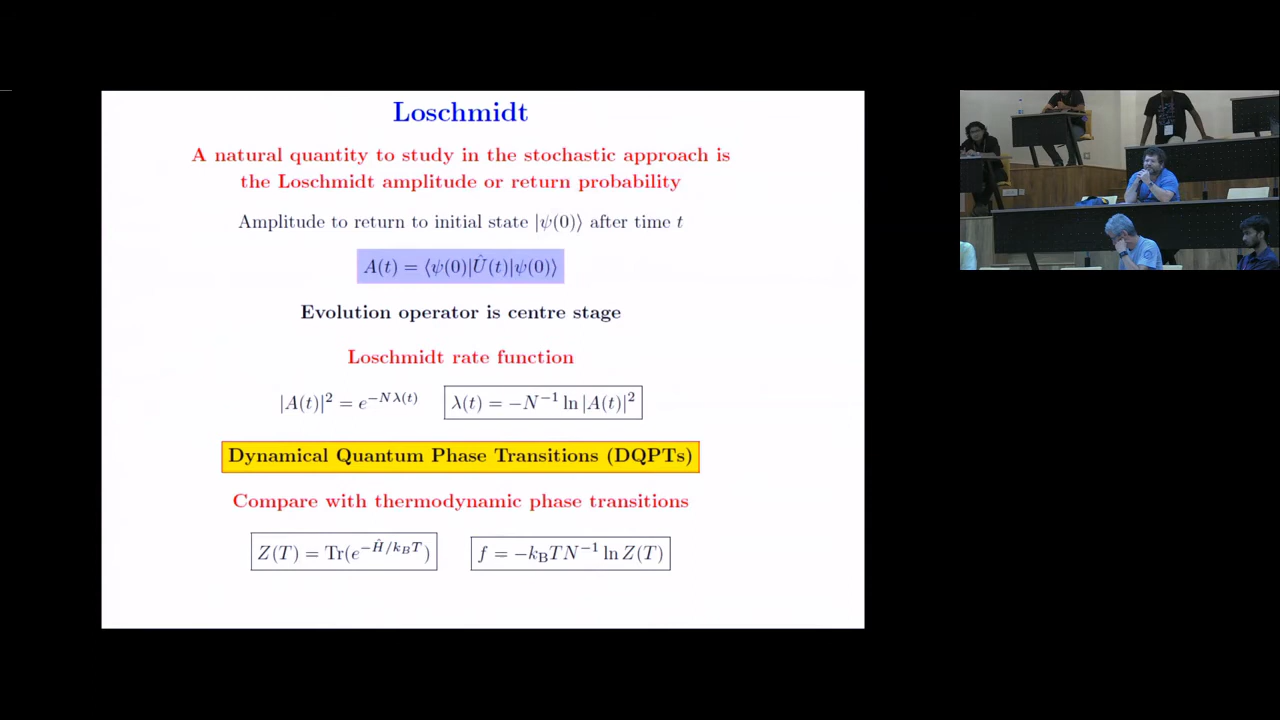 Loschmidt
A natural quantity to study in the stochastic approach is
the Loschmidt amplitude or return probability
Amplitude to return to initial state |ψ(0)⟩ after time t
A(t) = ⟨ψ(0)|Û(t)|ψ(0)⟩
Evolution operator is centre stage
Loschmidt rate function
|A(t)|² = e^{−Nλ(t)} λ(t) = −N⁻¹ ln |A(t)|²
Dynamical Quantum Phase Transitions (DQPTs)
Compare with thermodynamic phase transitions
Z(T) = Tr(e^{−Ĥ/k_BT}) f = −k_BTN⁻¹ ln Z(T)